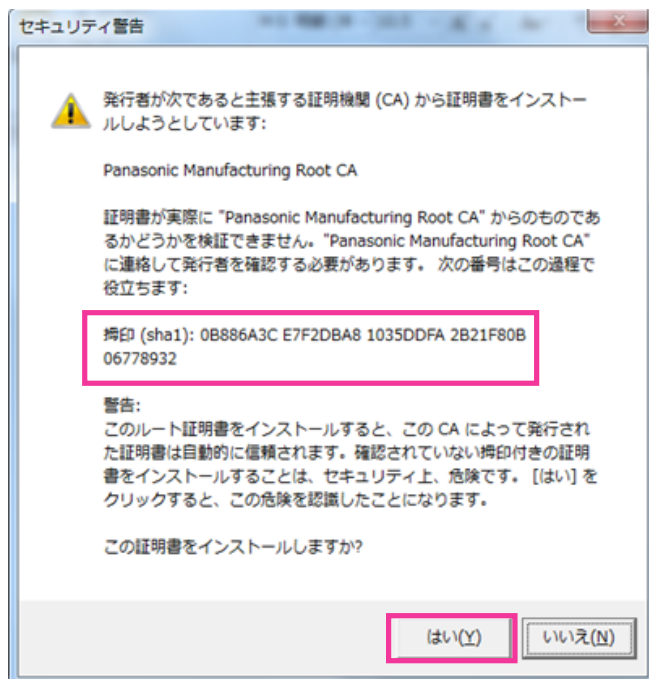 セキュリティ警告
発行者が次であると主張する証明機関 (CA) から証明書をインストー
ルしようとしています:
Panasonic Manufacturing Root CA
証明書が実際に "Panasonic Manufacturing Root CA" からのものであ
るかどうかを検証できません。"Panasonic Manufacturing Root CA"
に連絡して発行者を確認する必要があります。 次の番号はこの過程で
役立ちます:
拇印 (sha1): 0B886A3C E7F2DBA8 1035DDFA 2B21F80B
06778932
警告:
このルート証明書をインストールすると、この CA によって発行され
た証明書は自動的に信頼されます。確認されていない拇印付きの証明
書をインストールすることは、セキュリティ上、危険です。 [はい] を
クリックすると、この危険を認識したことになります。
この証明書をインストールしますか?
はい(Y)
いいえ(N)